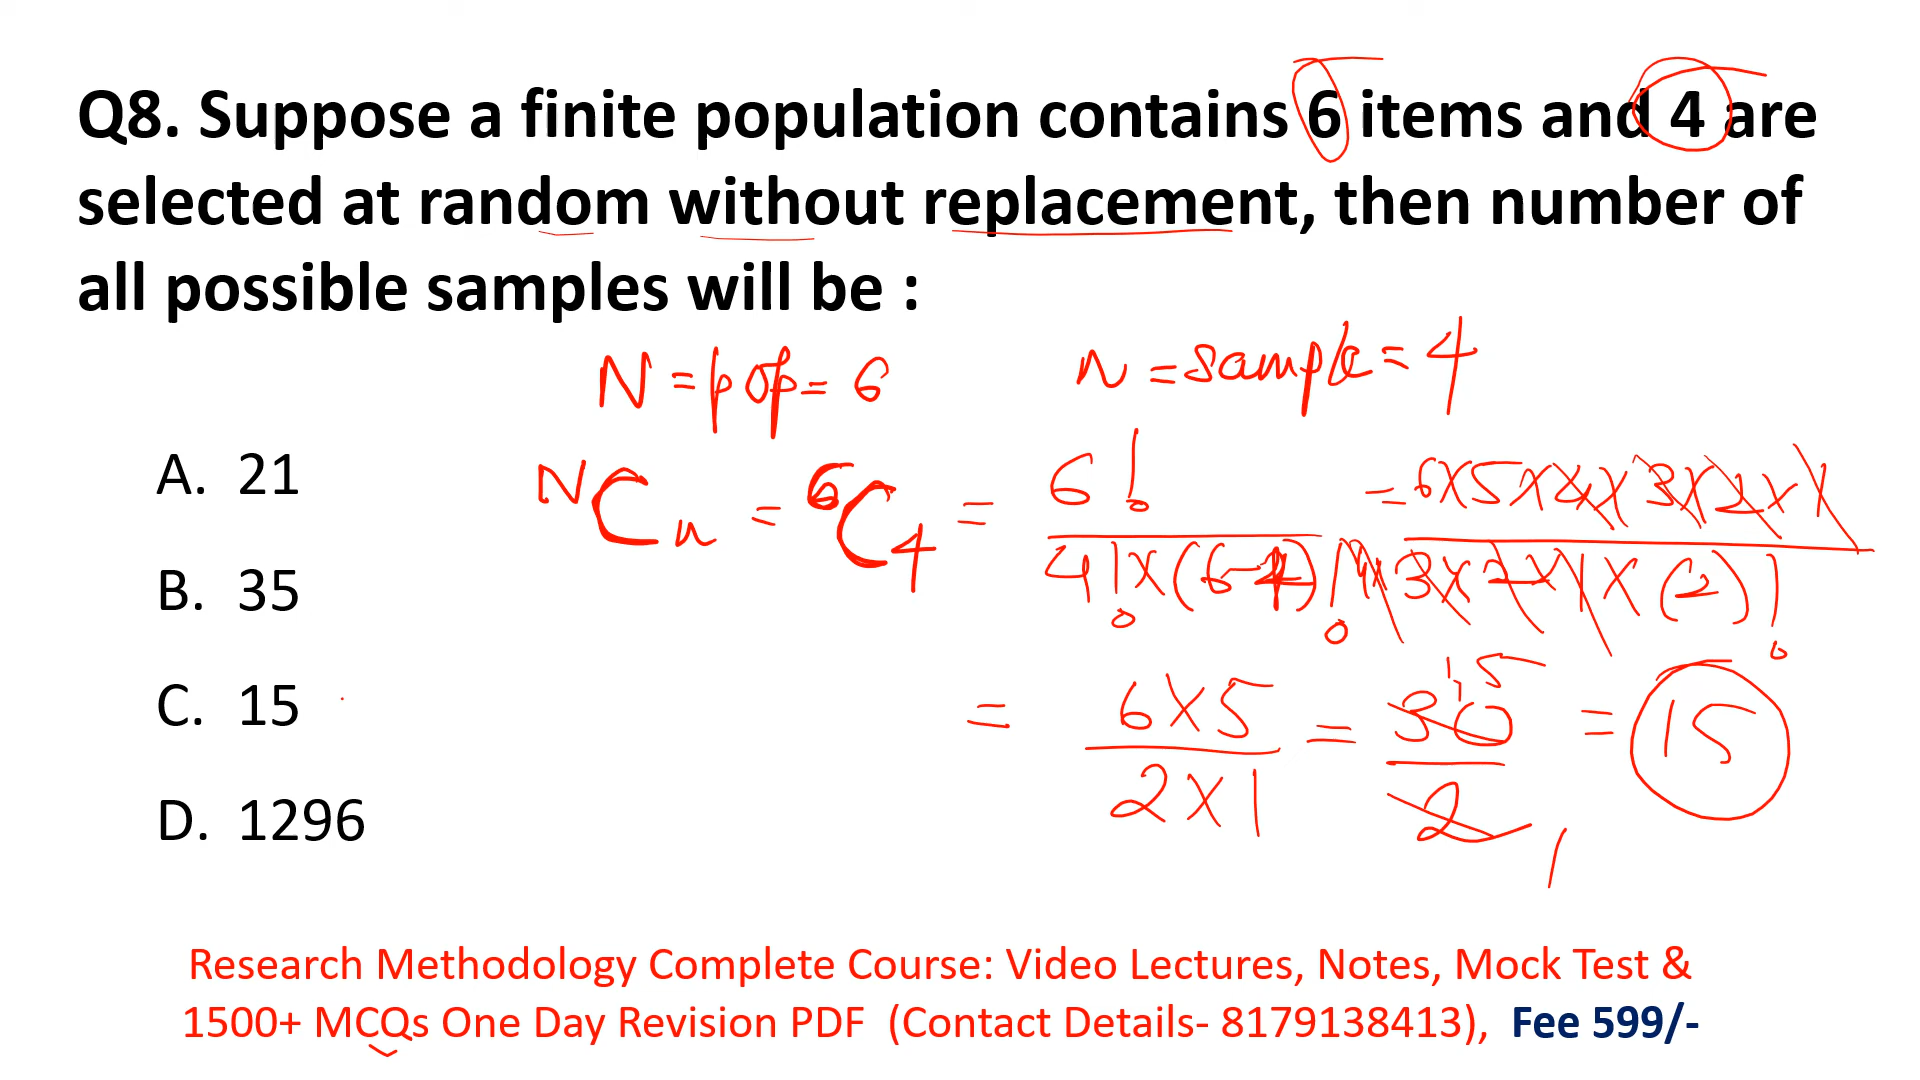 Q8. Suppose a finite population contains 6 items and 4 are
selected at random without replacement, then number of
all possible samples will be :
N = pop = 6
n = sample = 4
A. 21
NCn = 6C4 = 6! / 4! × (6-4)! = 6×5×4×3×2×1 / 4×3×2×1×(2)!
B. 35
C. 15
= 6×5 / 2×1 = 30 / 2 = 15
15
1
D. 1296
Research Methodology Complete Course: Video Lectures, Notes, Mock Test &
1500+ MCQs One Day Revision PDF (Contact Details- 8179138413), Fee 599/-